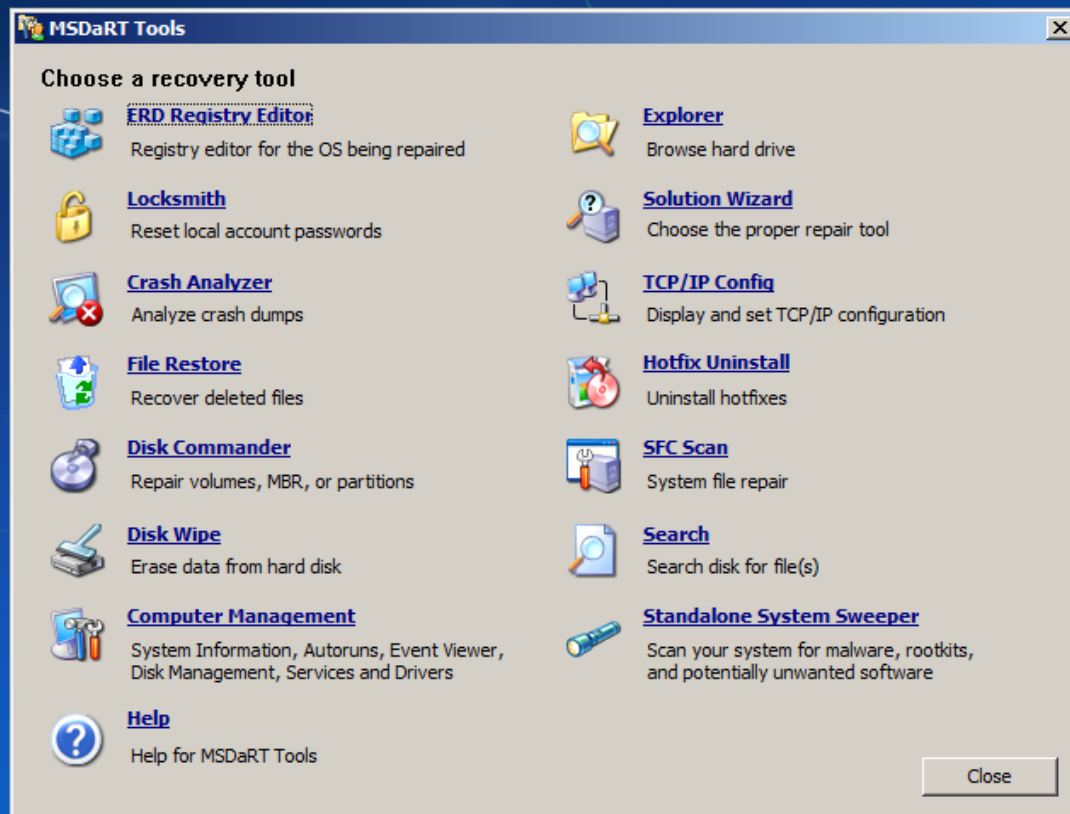 MSDaRT Tools
Choose a recovery tool
ERD Registry Editor
Registry editor for the OS being repaired
Locksmith
Reset local account passwords
Crash Analyzer
Analyze crash dumps
File Restore
Recover deleted files
Disk Commander
Repair volumes, MBR, or partitions
Disk Wipe
Erase data from hard disk
Computer Management
System Information, Autoruns, Event Viewer,
Disk Management, Services and Drivers
Help
Help for MSDaRT Tools
Explorer
Browse hard drive
Solution Wizard
Choose the proper repair tool
TCP/IP Config
Display and set TCP/IP configuration
Hotfix Uninstall
Uninstall hotfixes
SFC Scan
System file repair
Search
Search disk for file(s)
Standalone System Sweeper
Scan your system for malware, rootkits,
and potentially unwanted software
Close